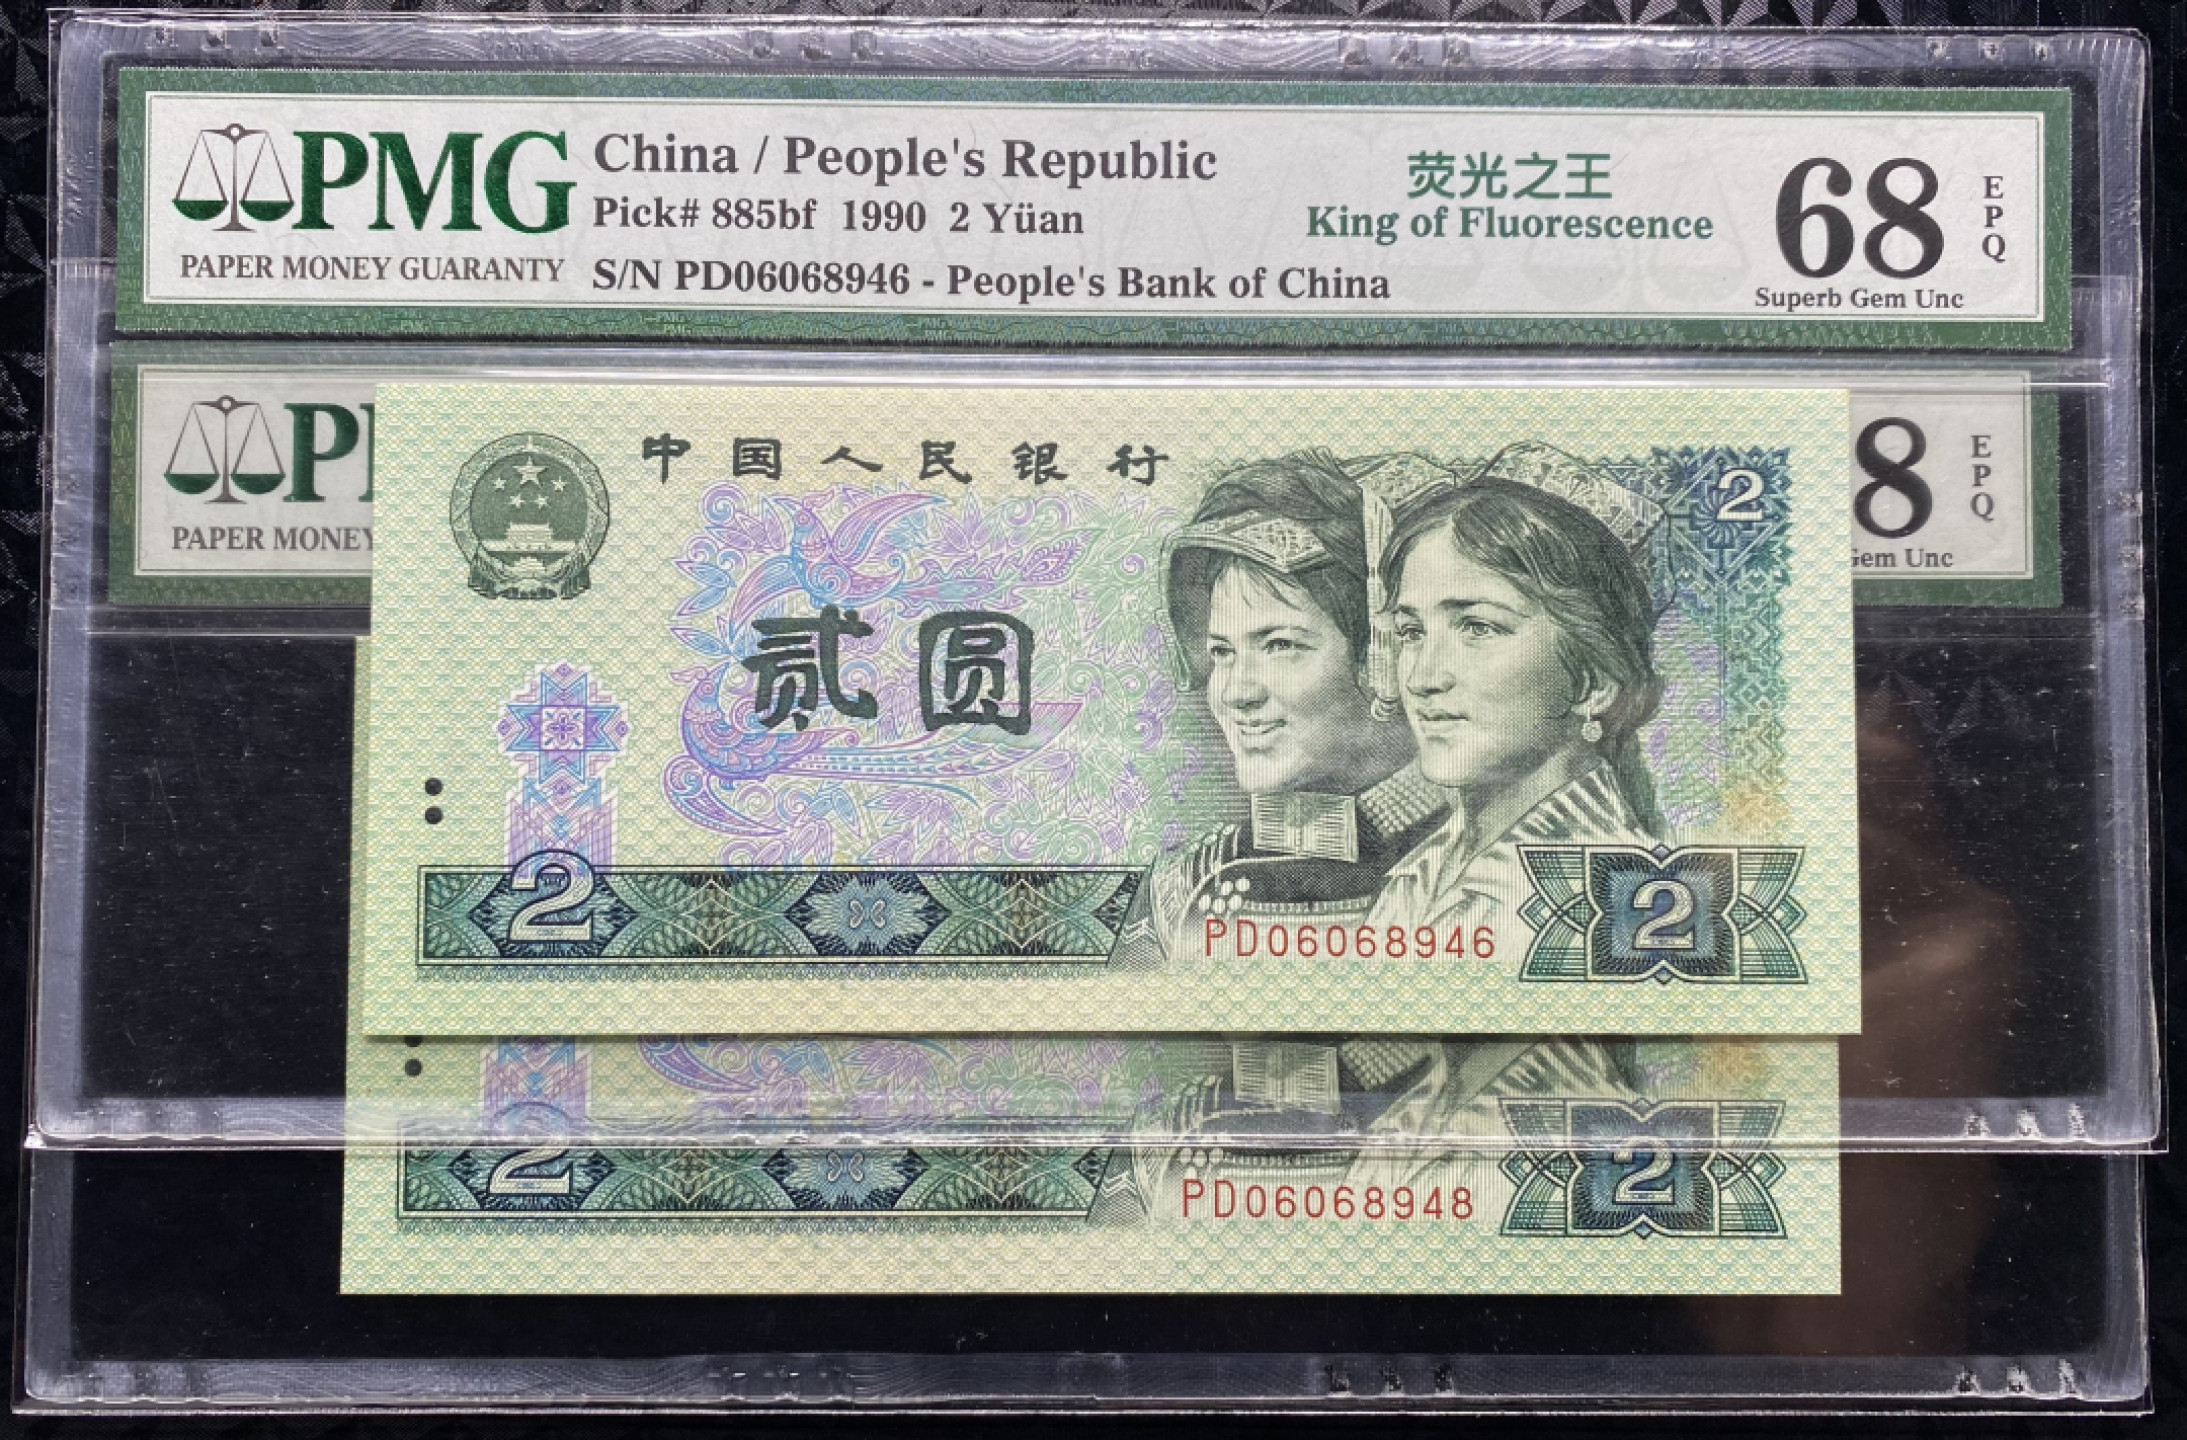 PMG
PAPER MONEY GUARANTY
China / People's Republic
Pick# 885bf 1990 2 Yüan
S/N PD06068946 - People's Bank of China
荧光之王
King of Fluorescence
68
EPQ
Superb Gem Unc
PAPER MONEY
8
EPQ
Gem Unc
中国人民银行
2
贰圆
2
PD06068946
2
2
PD06068948
2